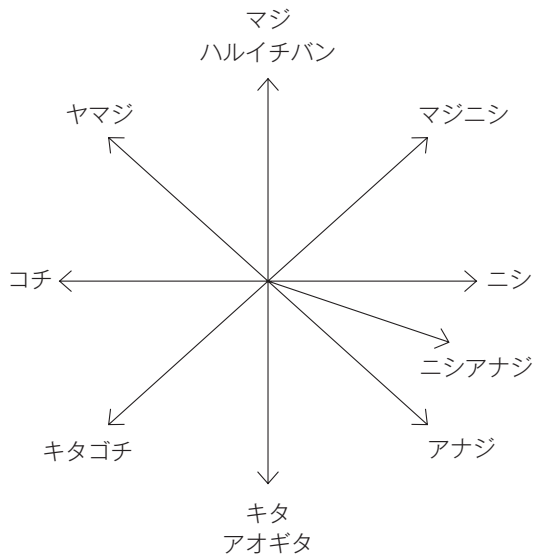 マジ
ハルイチバン
ヤマジ
マジニシ
コチ
ニシ
ニシアナジ
キタゴチ
アナジ
キタ
アオギタ